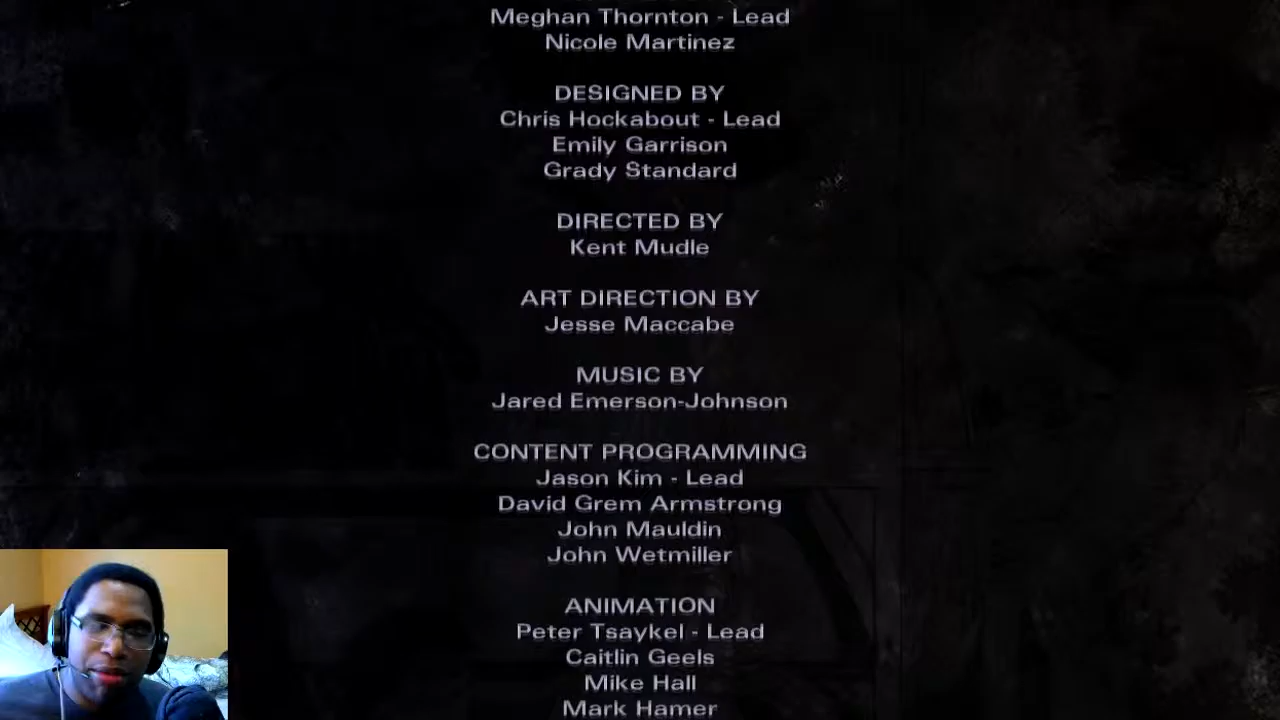 Meghan Thornton - Lead
Nicole Martinez
DESIGNED BY
Chris Hockabout - Lead
Emily Garrison
Grady Standard
DIRECTED BY
Kent Mudle
ART DIRECTION BY
Jesse Maccabe
MUSIC BY
Jared Emerson-Johnson
CONTENT PROGRAMMING
Jason Kim - Lead
David Grem Armstrong
John Mauldin
John Wetmiller
ANIMATION
Peter Tsaykel - Lead
Caitlin Geels
Mike Hall
Mark Hamer